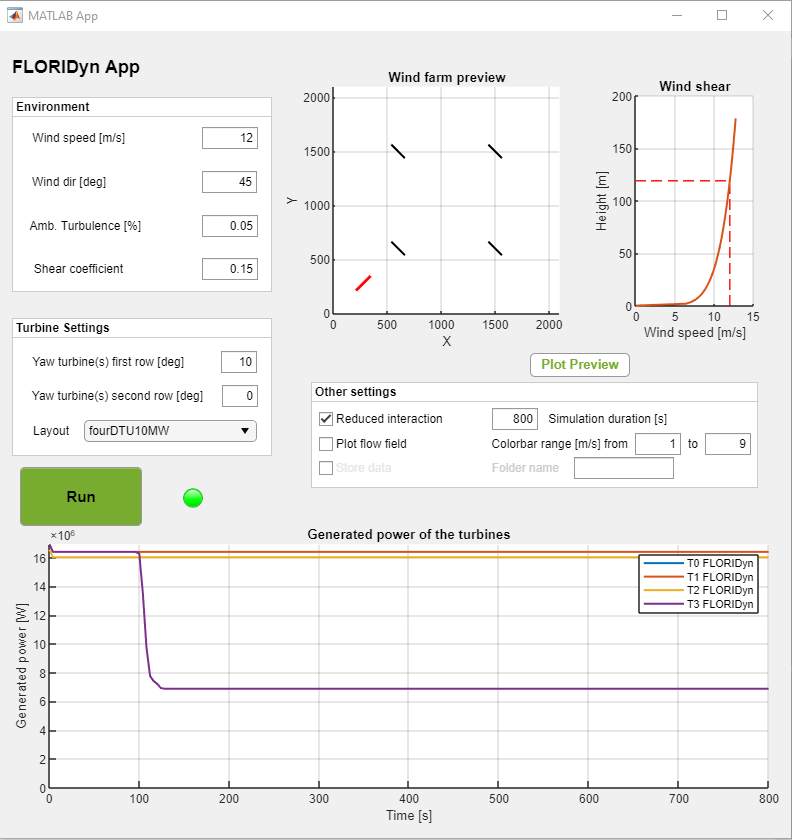 MATLAB App
FLORIDyn App
Environment
Wind speed [m/s] 12
Wind dir [deg] 45
Amb. Turbulence [%] 0.05
Shear coefficient 0.15
Turbine Settings
Yaw turbine(s) first row [deg] 10
Yaw turbine(s) second row [deg] 0
Layout fourDTU10MW
Run
Wind farm preview
2000
1500
1000
500
0
Y
0 500 1000 1500 2000
X
Wind shear
200
150
100
50
0
Height [m]
0 5 10 15
Wind speed [m/s]
Plot Preview
Other settings
Reduced interaction 800 Simulation duration [s]
Plot flow field Colorbar range [m/s] from 1 to 9
Store data Folder name
Generated power of the turbines
×10⁶
16
14
12
10
8
6
4
2
0
Generated power [W]
T0 FLORIDyn
T1 FLORIDyn
T2 FLORIDyn
T3 FLORIDyn
0 100 200 300 400 500 600 700 800
Time [s]